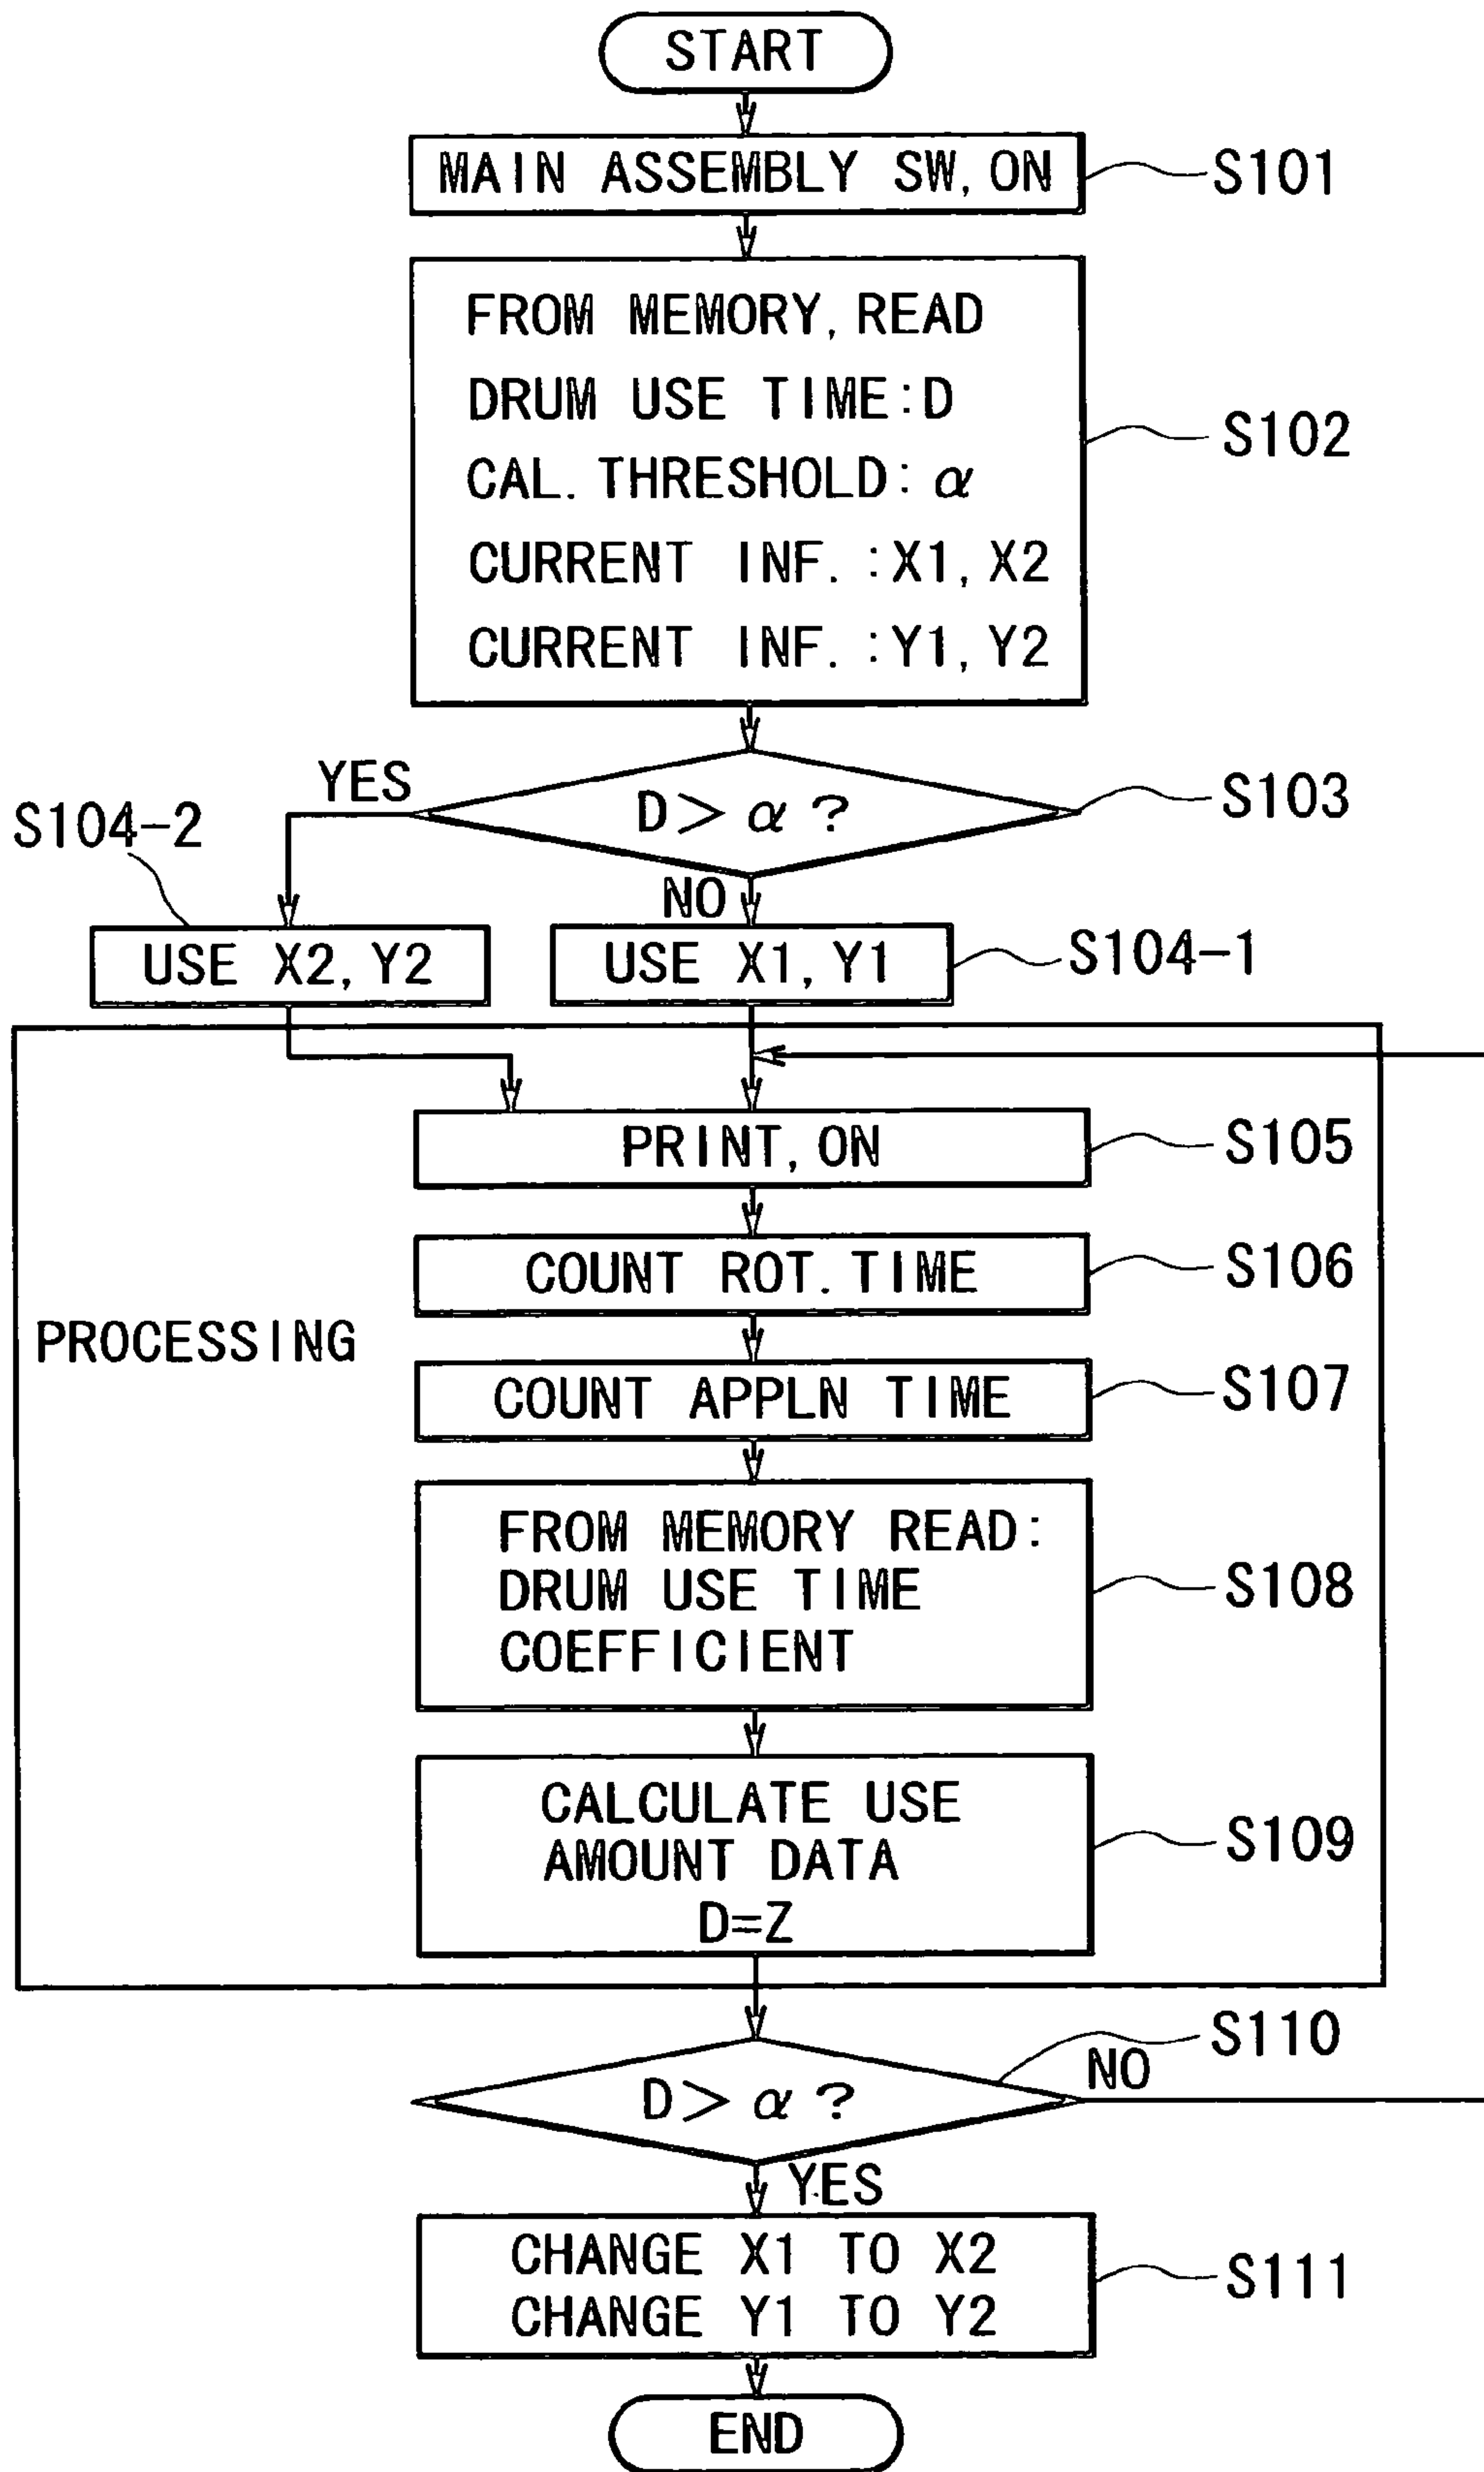 START
MAIN ASSEMBLY SW, ON
S101
FROM MEMORY, READ
DRUM USE TIME:D
CAL. THRESHOLD: α
CURRENT INF. :X1, X2
CURRENT INF. :Y1, Y2
S102
YES
D> α ?
S103
S104-2
NO
USE X2, Y2
USE X1, Y1
S104-1
PRINT, ON
S105
COUNT ROT. TIME
S106
PROCESSING
COUNT APPLN TIME
S107
FROM MEMORY READ:
DRUM USE TIME
COEFFICIENT
S108
CALCULATE USE
AMOUNT DATA
D=Z
S109
S110
D> α ?
NO
YES
CHANGE X1 TO X2
CHANGE Y1 TO Y2
S111
END